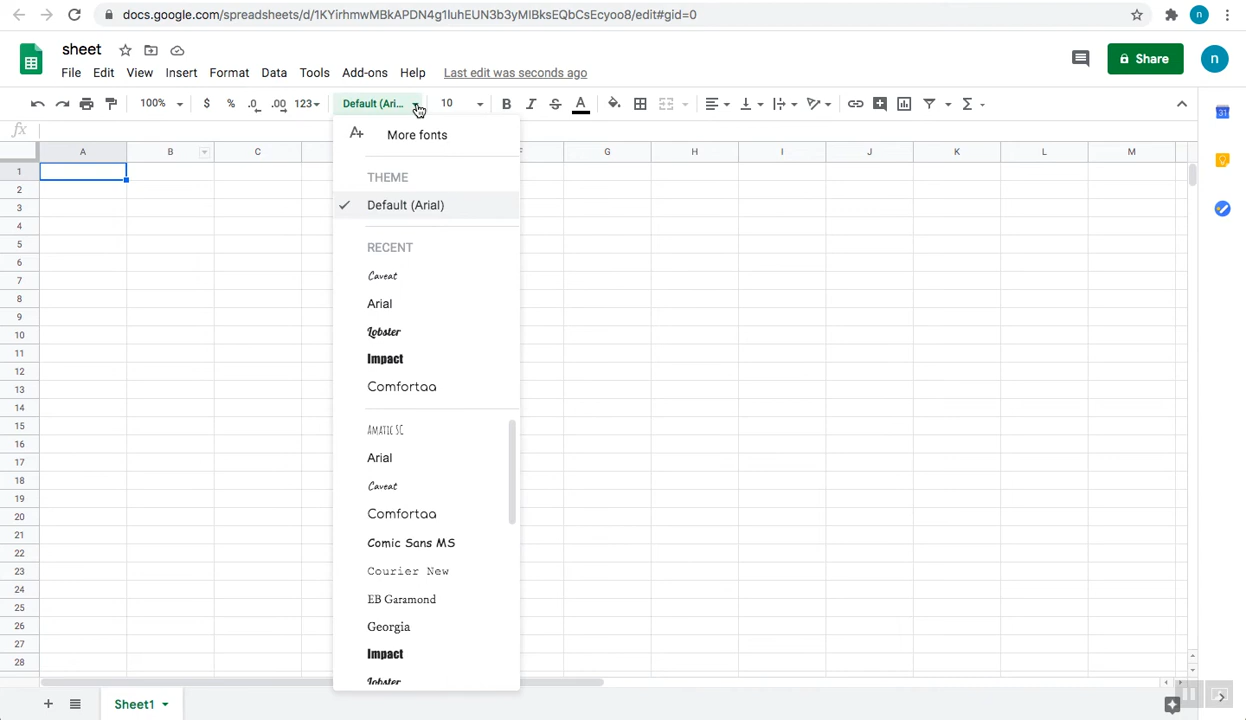 docs.google.com/spreadsheets/d/1KYirhmwMBkAPDN4g1IuhEUN3b3yMIBksEQbCsEcyoo8/edit#gid=0
n
sheet
File Edit View Insert Format Data Tools Add-ons Help Last edit was seconds ago
Share
n
100% $ % .0 .00 123 Default (Ari... 10 B I S A
31
fx
A B C F G H I J K L M
1
2
3
4
5
6
7
8
9
10
11
12
13
14
15
16
17
18
19
20
21
22
23
24
25
26
27
28
More fonts
THEME
Default (Arial)
RECENT
Caveat
Arial
Lobster
Impact
Comfortaa
Amatic SC
Arial
Caveat
Comfortaa
Comic Sans MS
Courier New
EB Garamond
Georgia
Impact
Lobster
Sheet1